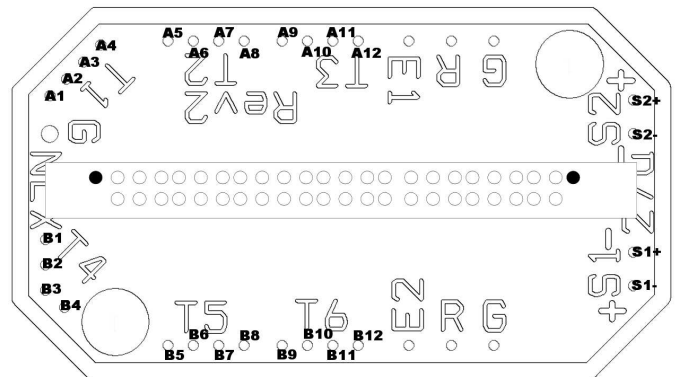 A5 A6 A7 A8 A9 A10 A11 A12
A4
A3
A2
A1
T1
T2
T3
E1
R
G
Rev2
G
+
S2
-
S2+
S2-
NLX
D/Z
B1
B2
B3
B4
T4
S1
-
+
S1+
S1-
T5
T6
E2
R
G
B5 B6 B7 B8 B9 B10 B11 B12